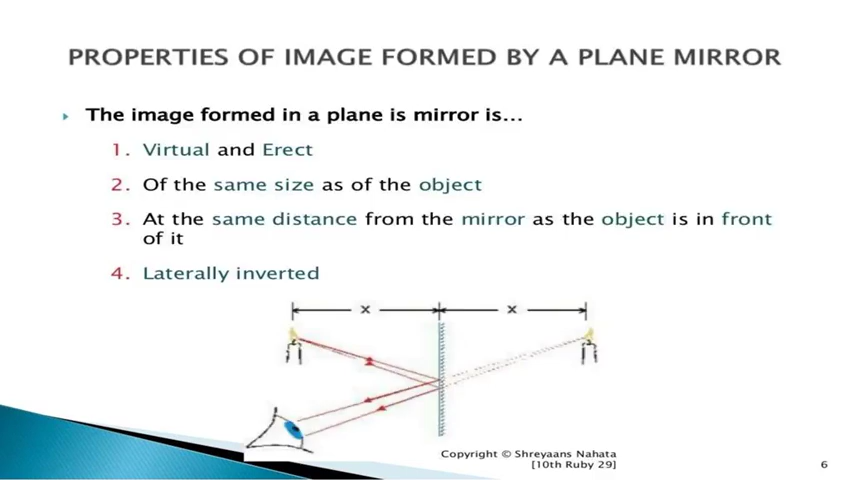 PROPERTIES OF IMAGE FORMED BY A PLANE MIRROR
The image formed in a plane is mirror is...
1. Virtual and Erect
2. Of the same size as of the object
3. At the same distance from the mirror as the object is in front
of it
4. Laterally inverted
x x
Copyright © Shreyaans Nahata
[10th Ruby 29]
6